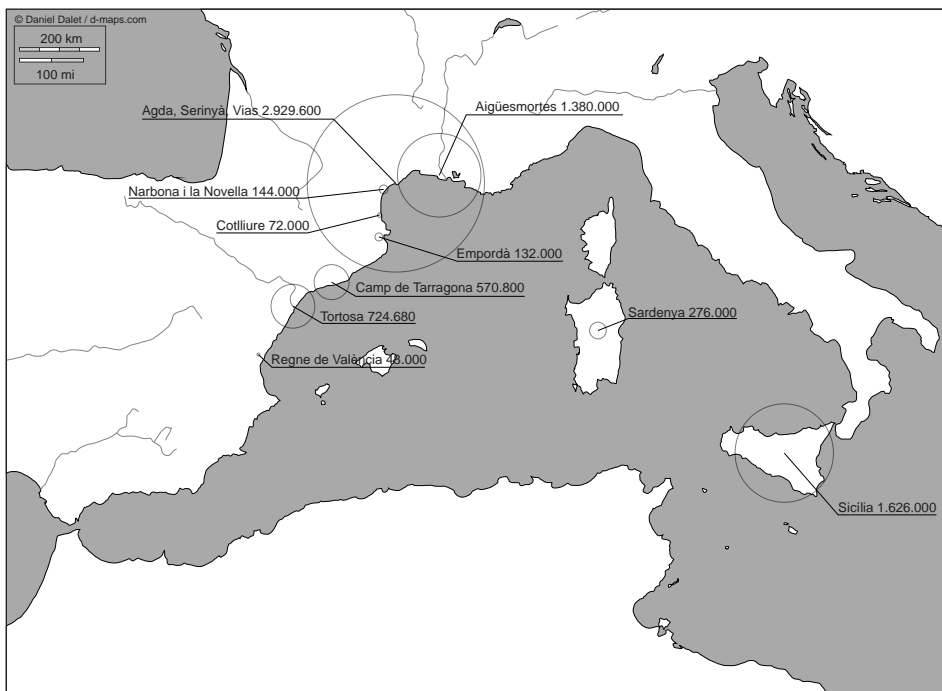 © Daniel Dalet / d-maps.com
200 km
100 mi
Agda, Serinyà, Vias 2.929.600
Aigüesmortes 1.380.000
Narbona i la Novella 144.000
Cotlliure 72.000
Empordà 132.000
Camp de Tarragona 570.800
Tortosa 724.680
Sardenya 276.000
Regne de València 48.000
Sicília 1.626.000